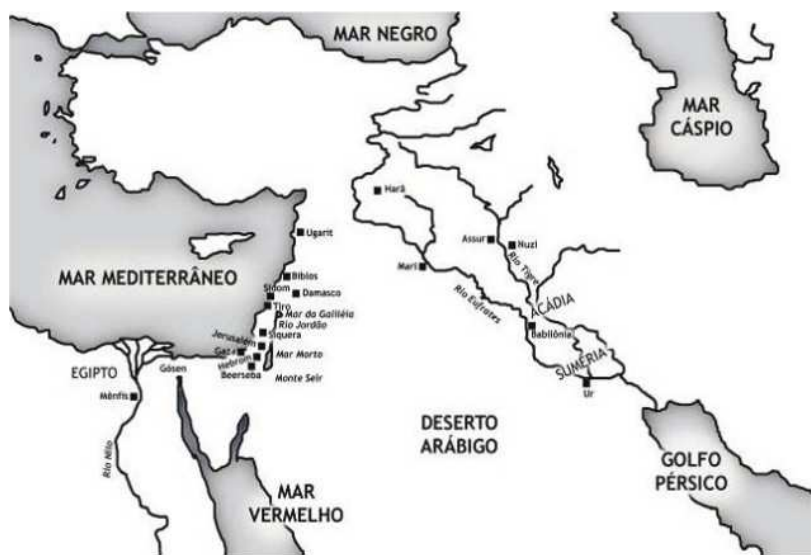 MAR NEGRO
MAR
CÁSPIO
Harã
Ugarit
Assur
Nuzi
Mari
Rio Tigre
MAR MEDITERRÂNEO
Biblos
Sidom
Damasco
Rio Eufrates
ACÁDIA
Tiro
Mar da Galiléia
Rio Jordão
Babilônia
Jerusalém
Siquera
Gaza
Hebrom
Mar Morto
SUMÉRIA
EGIPTO
Gósen
Beerseba
Monte Seir
Ur
Mênfis
DESERTO
ARÁBIGO
Rio Nilo
GOLFO
PÉRSICO
MAR
VERMELHO